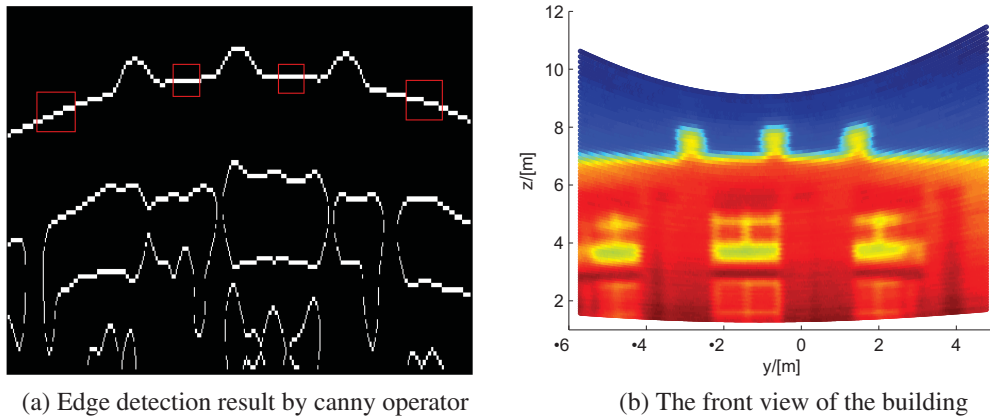 12
10
8
6
4
2
z/[m]
•6 •4 •2 0 2 4
y/[m]
(a) Edge detection result by canny operator
(b) The front view of the building